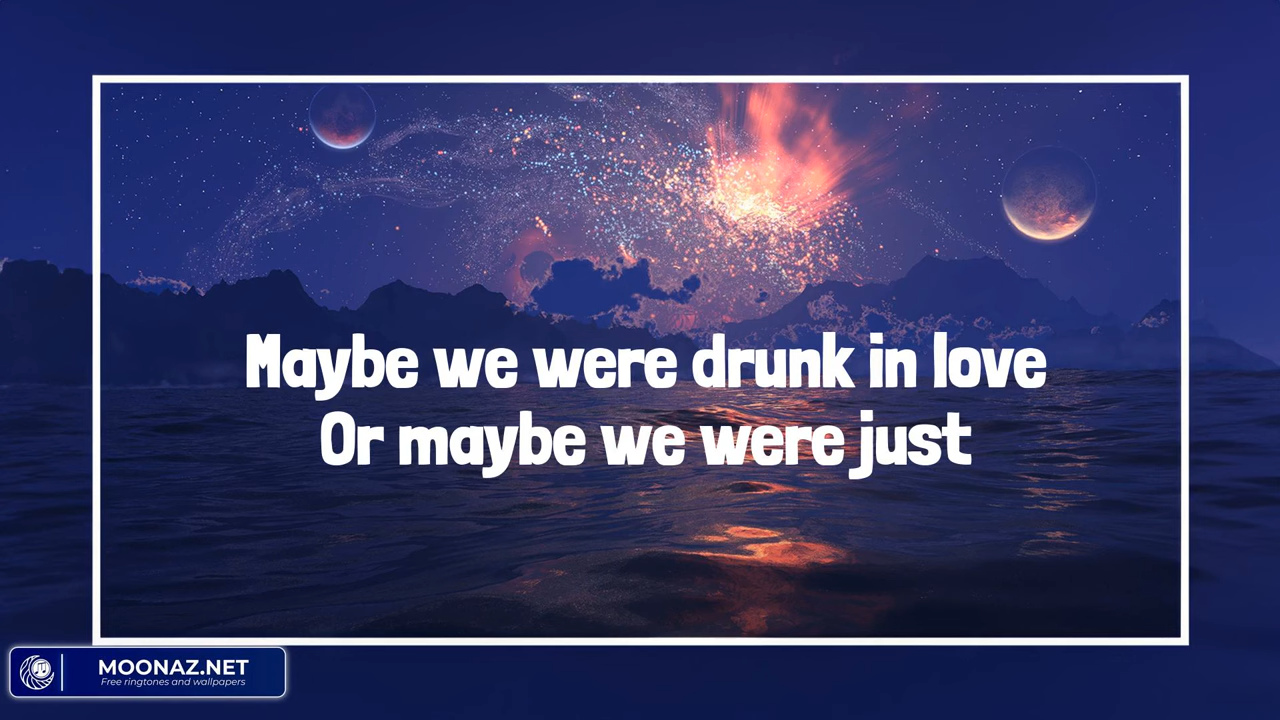 Maybe we were drunk in love
Or maybe we were just
MOONAZ.NET
Free ringtones and wallpapers